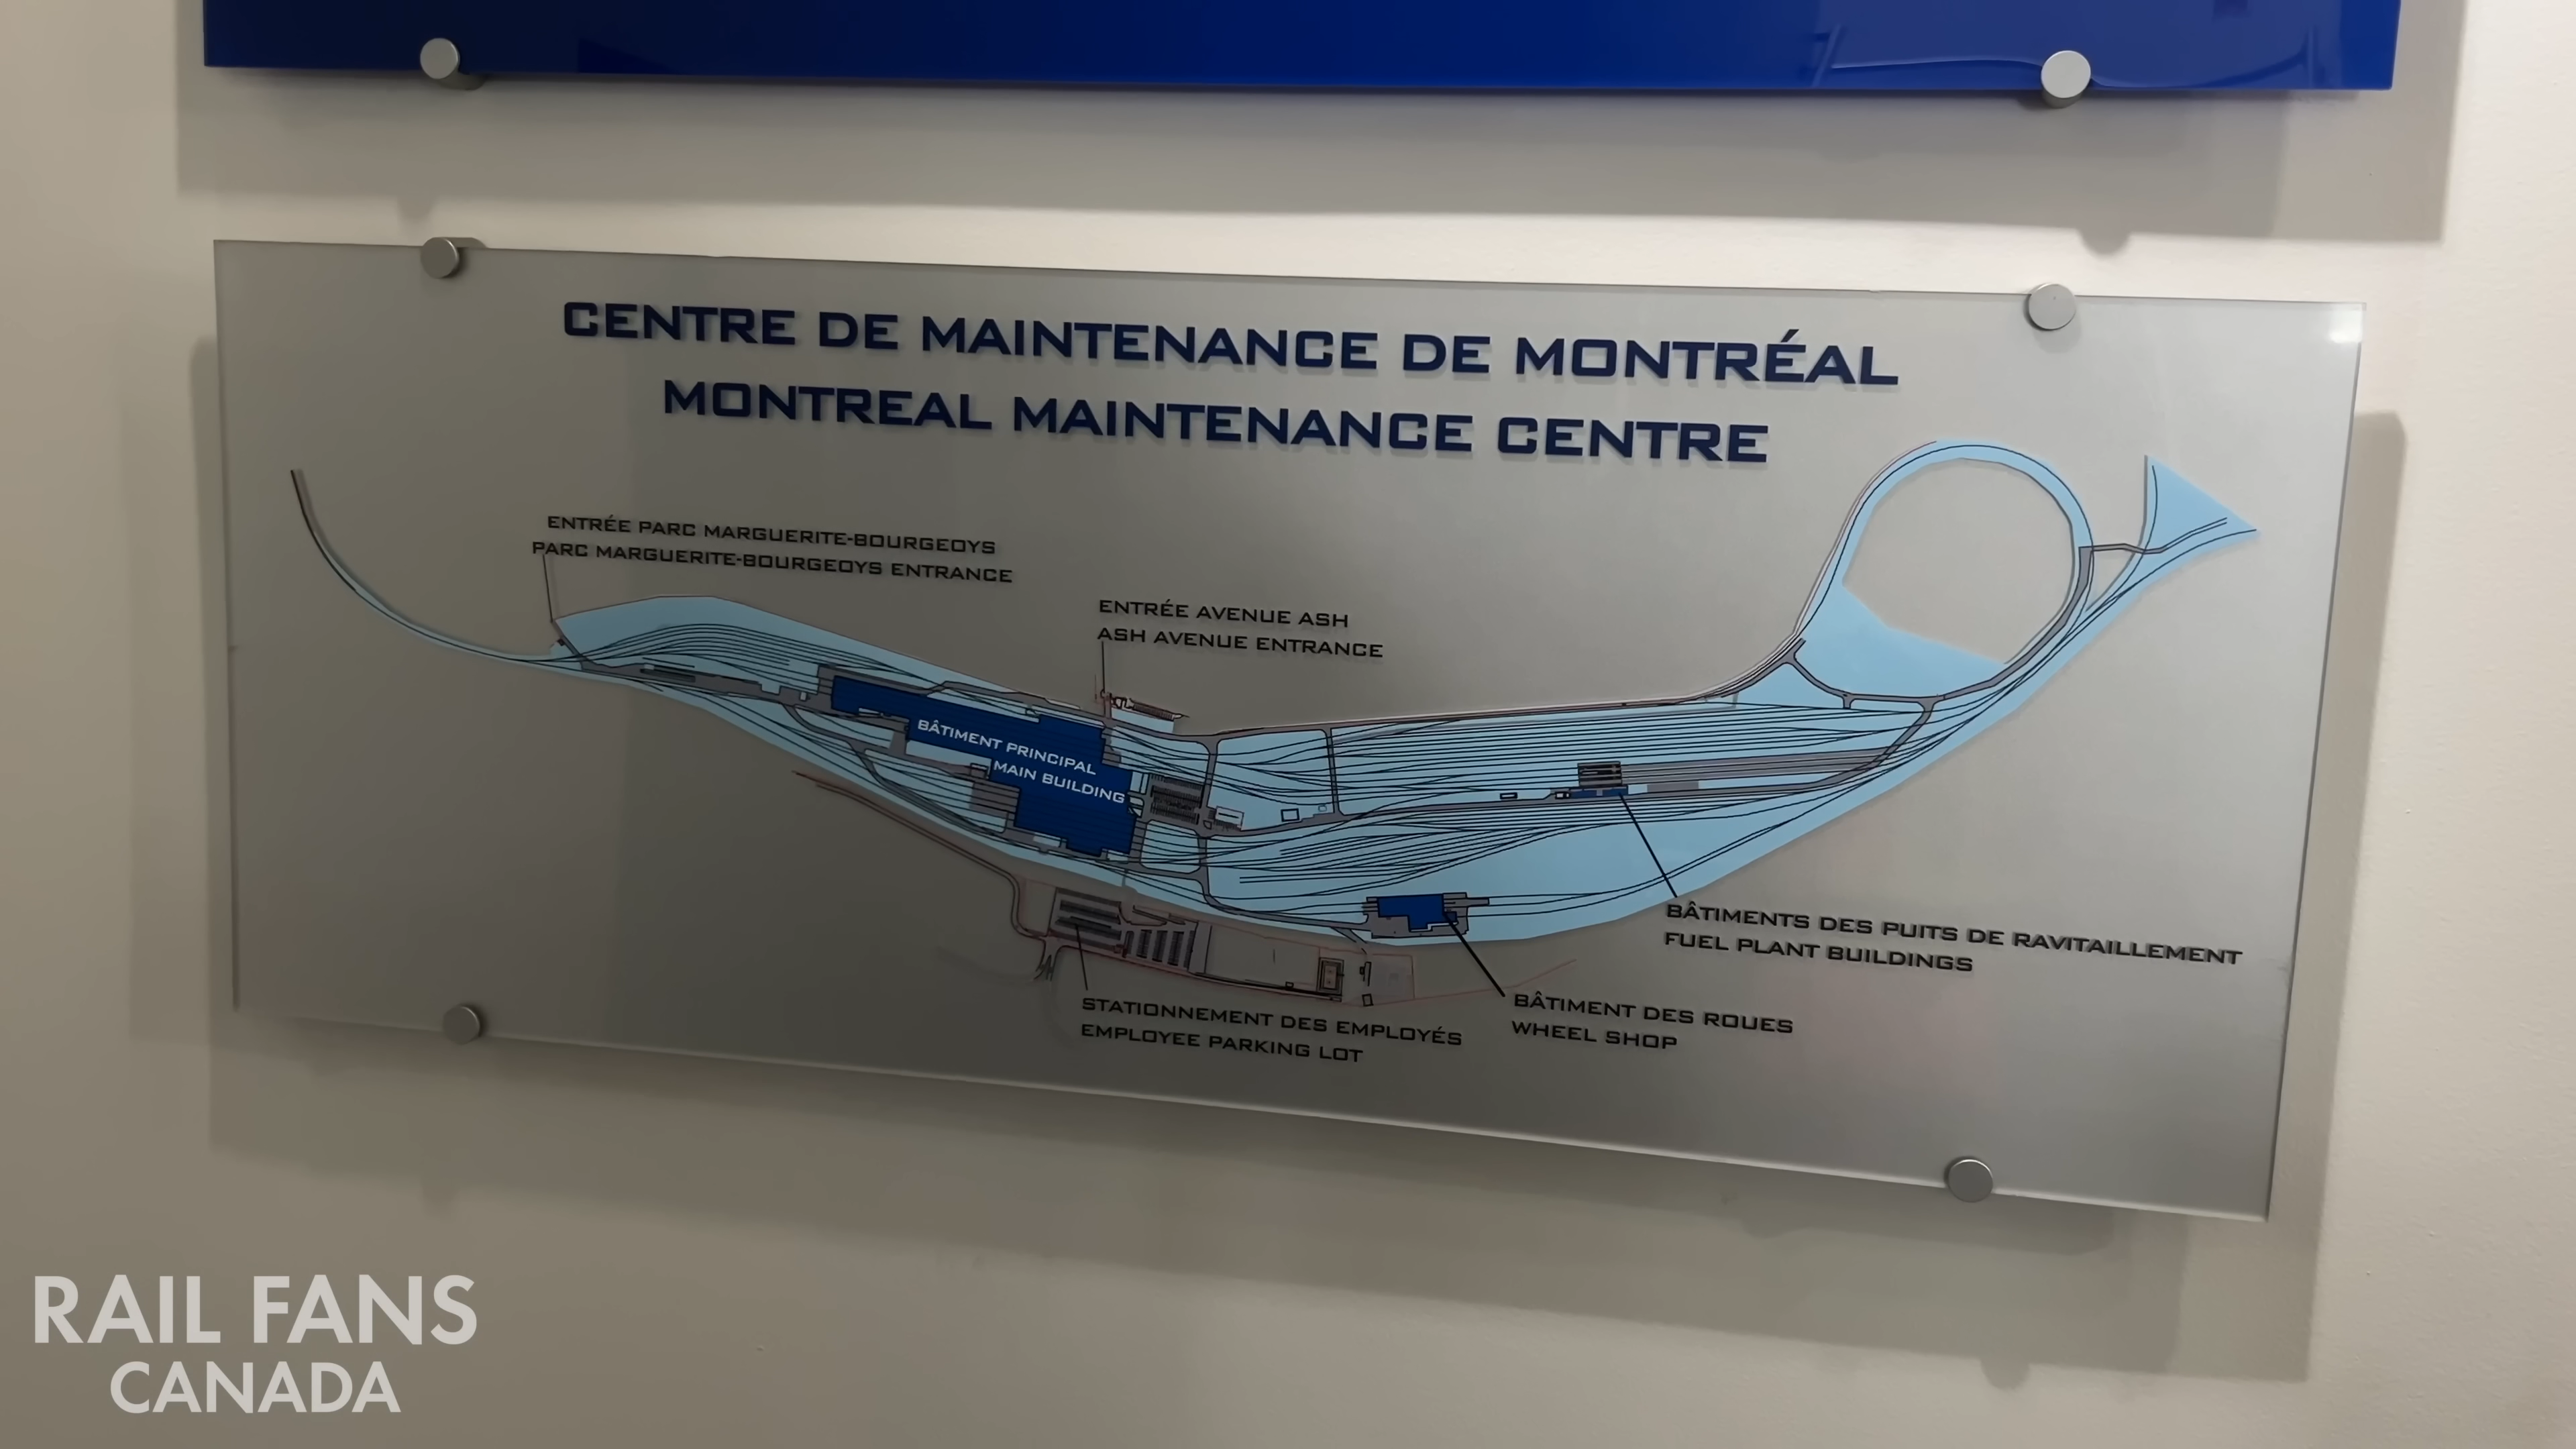 CENTRE DE MAINTENANCE DE MONTRÉAL
MONTREAL MAINTENANCE CENTRE
ENTRÉE PARC MARGUERITE-BOURGEOYS
PARC MARGUERITE-BOURGEOYS ENTRANCE
ENTRÉE AVENUE ASH
ASH AVENUE ENTRANCE
BÂTIMENT PRINCIPAL
MAIN BUILDING
BÂTIMENTS DES PUITS DE RAVITAILLEMENT
FUEL PLANT BUILDINGS
BÂTIMENT DES ROUES
WHEEL SHOP
STATIONNEMENT DES EMPLOYÉS
EMPLOYEE PARKING LOT
RAIL FANS
CANADA